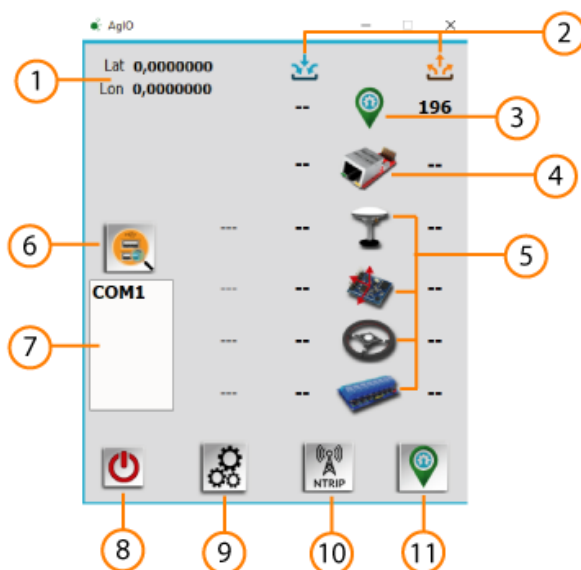 AgIO
2
Lat 0,0000000
1
Lon 0,0000000
-- 196
3
-- --
4
--- -- --
6
5
COM1
--- -- --
7
--- -- --
--- -- --
NTRIP
8 9 10 11